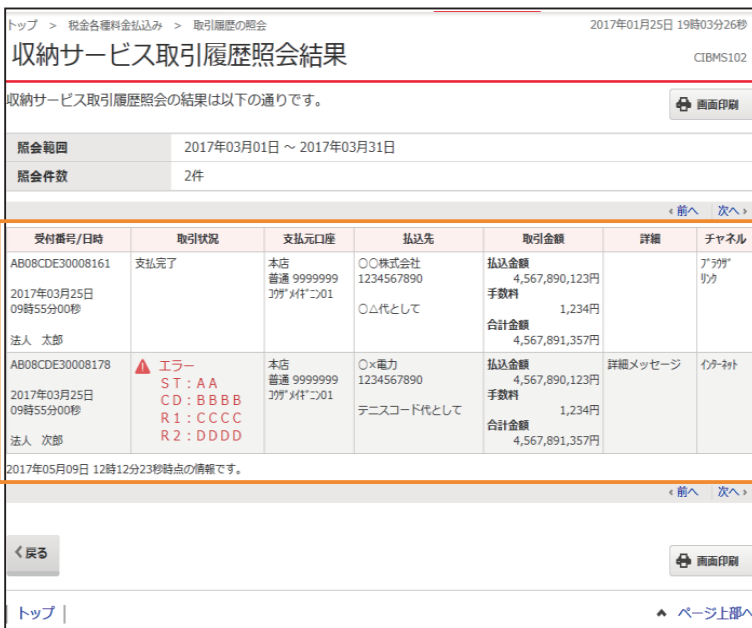 トップ > 税金各種料金払込み > 取引履歴の照会
2017年01月25日 19時03分26秒
収納サービス取引履歴照会結果
CIBMS102
収納サービス取引履歴照会の結果は以下の通りです。
画面印刷
照会範囲 2017年03月01日 ～ 2017年03月31日
照会件数 2件
‹前へ 次へ›
受付番号/日時 取引状況 支払元口座 払込先 取引金額 詳細 チャネル
AB08CDE30008161 支払完了 本店 〇〇株式会社 払込金額 ﾌﾞﾗｳｻﾞ
普通 9999999 1234567890 4,567,890,123円 ﾘﾝｸ
2017年03月25日 ｺｳｻﾞﾒｲｷﾞﾆﾝ01 手数料
09時55分00秒 〇△代として 1,234円
合計金額
法人 太郎 4,567,891,357円
AB08CDE30008178 エラー 本店 〇×電力 払込金額 詳細メッセージ ｲﾝﾀｰﾈｯﾄ
ST：AA 普通 9999999 1234567890 4,567,890,123円
2017年03月25日 CD：BBBB ｺｳｻﾞﾒｲｷﾞﾆﾝ01 手数料
09時55分00秒 R1：CCCC テニスコード代として 1,234円
R2：DDDD 合計金額
法人 次郎 4,567,891,357円
2017年05月09日 12時12分23秒時点の情報です。
‹前へ 次へ›
戻る
画面印刷
トップ
ページ上部へ